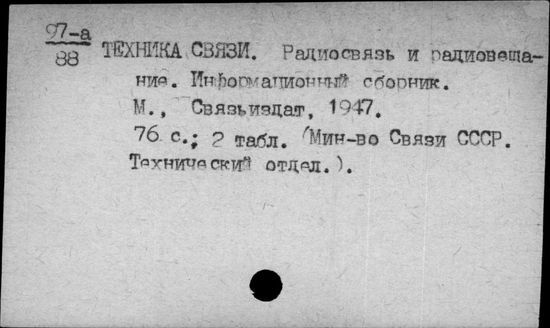 97-а
88
ТЕХНИКА СВЯЗИ. Радиосвязь и радиовеща-
ние. Информационный сборник.
М., Связьиздат, 1947.
76 с.; 2 табл. (Мин-во Связи СССР.
Технический отдел.).